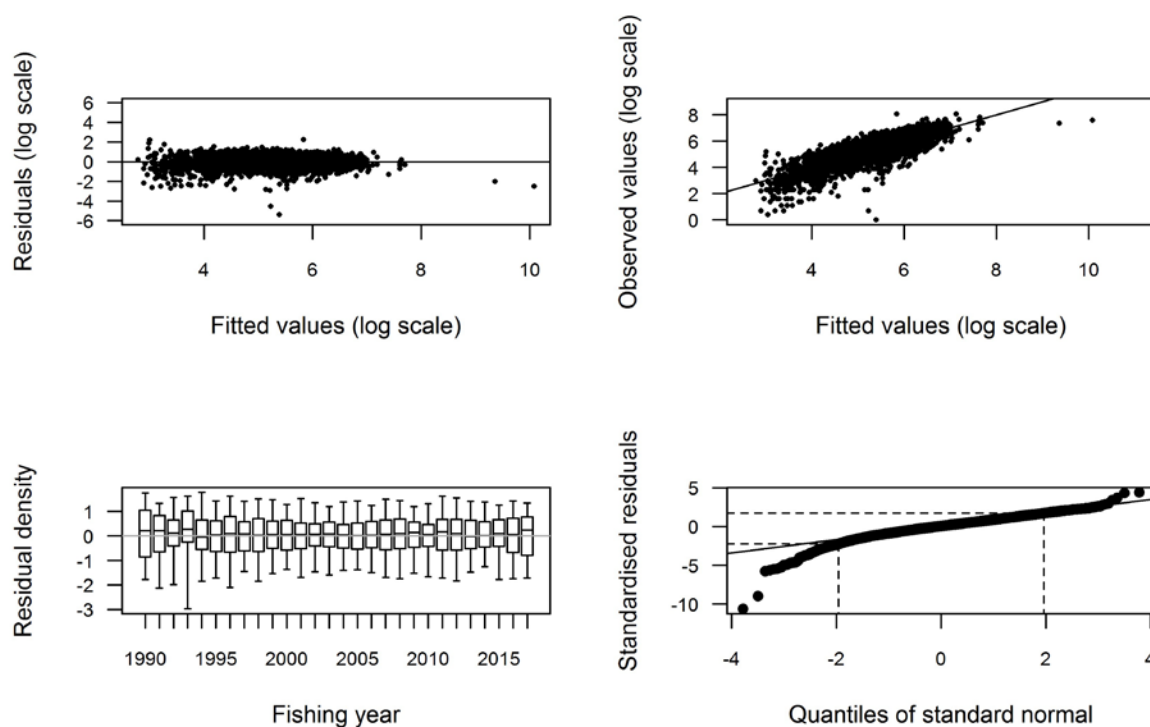 Residuals (log scale)
6
4
2
0
-2
-4
-6
4 6 8 10
Fitted values (log scale)
Observed values (log scale)
8
6
4
2
0
4 6 8 10
Fitted values (log scale)
Residual density
1
0
-1
-2
-3
1990 1995 2000 2005 2010 2015
Fishing year
Standardised residuals
5
0
-5
-10
-4 -2 0 2 4
Quantiles of standard normal